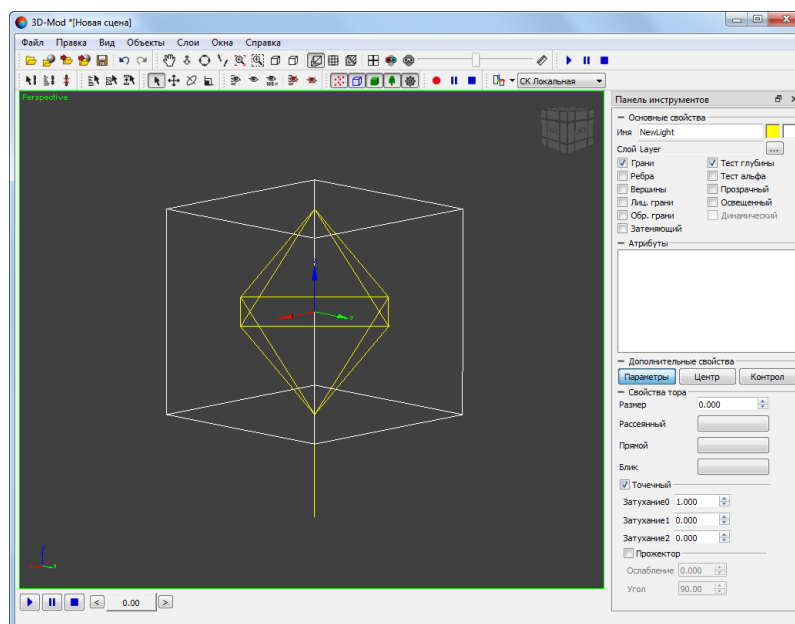 3D-Mod *[Новая сцена]
Файл Правка Вид Объекты Слои Окна Справка
100%
СК Локальная
Perspective
Панель инструментов
Основные свойства
Имя NewLight
Слой Layer ...
Грани Тест глубины
Ребра Тест альфа
Вершины Прозрачный
Лиц. грани Освещенный
Обр. грани Динамический
Затеняющий
Атрибуты
Дополнительные свойства
Параметры Центр Контрол
Свойства тора
Размер 0.000
Рассеянный
Прямой
Блик
Точечный
Затухание0 1.000
Затухание1 0.000
Затухание2 0.000
Прожектор
Ослабление 0.000
Угол 90.00
< 0.00 >